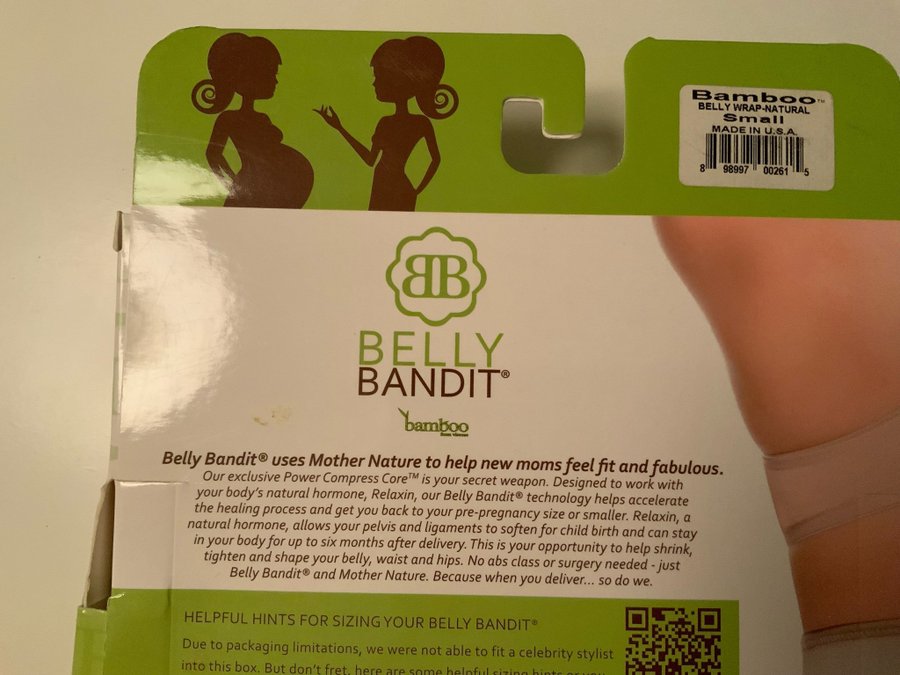 Bamboo™
BELLY WRAP-NATURAL
Small
MADE IN U.S.A.
8 98997 00261 5
BB
BELLY
BANDIT®
bamboo
from viscose
Belly Bandit® uses Mother Nature to help new moms feel fit and fabulous.
Our exclusive Power Compress Core™ is your secret weapon. Designed to work with
your body's natural hormone, Relaxin, our Belly Bandit® technology helps accelerate
the healing process and get you back to your pre-pregnancy size or smaller. Relaxin, a
natural hormone, allows your pelvis and ligaments to soften for child birth and can stay
in your body for up to six months after delivery. This is your opportunity to help shrink,
tighten and shape your belly, waist and hips. No abs class or surgery needed - just
Belly Bandit® and Mother Nature. Because when you deliver... so do we.
HELPFUL HINTS FOR SIZING YOUR BELLY BANDIT®
Due to packaging limitations, we were not able to fit a celebrity stylist
into this box. But don't fret, here are some helpful sizing hints or you